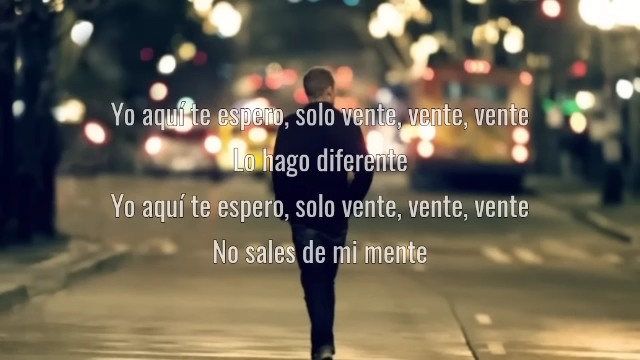 Yo aquí te espero, solo vente, vente, vente
Lo hago diferente
Yo aquí te espero, solo vente, vente, vente
No sales de mi mente